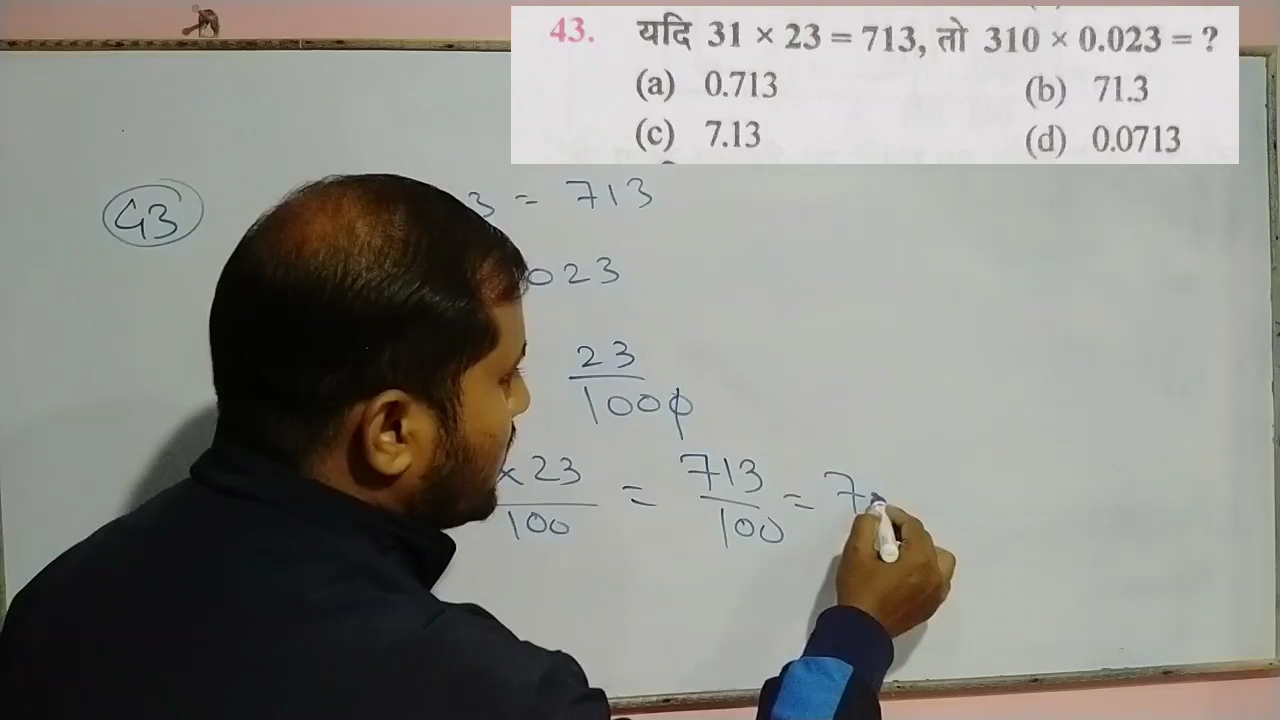 43. यदि 31 × 23 = 713, तो 310 × 0.023 = ?
(a) 0.713 (b) 71.3
(c) 7.13 (d) 0.0713
43 3 = 713
023
23
1000
× 23 / 100 = 713 / 100 = 7.